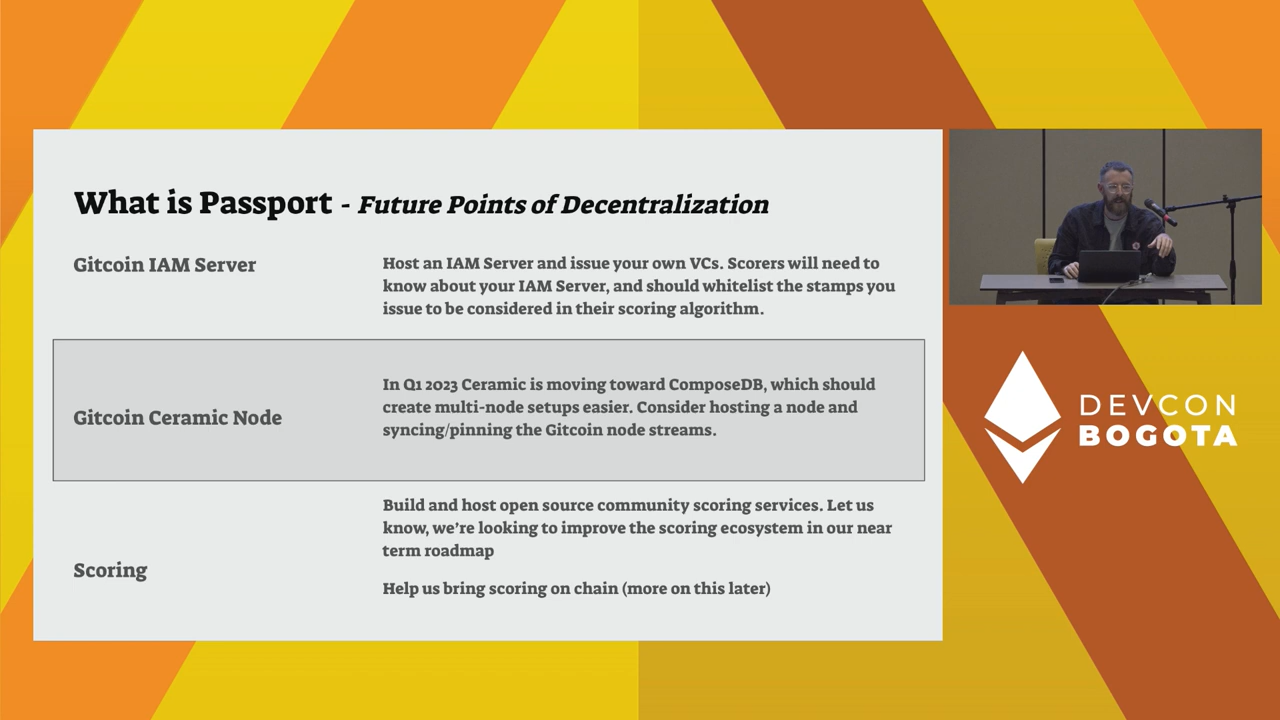 What is Passport - Future Points of Decentralization
Gitcoin IAM Server
Host an IAM Server and issue your own VCs. Scorers will need to
know about your IAM Server, and should whitelist the stamps you
issue to be considered in their scoring algorithm.
Gitcoin Ceramic Node
In Q1 2023 Ceramic is moving toward ComposeDB, which should
create multi-node setups easier. Consider hosting a node and
syncing/pinning the Gitcoin node streams.
Scoring
Build and host open source community scoring services. Let us
know, we're looking to improve the scoring ecosystem in our near
term roadmap
Help us bring scoring on chain (more on this later)
DEVCON
BOGOTA